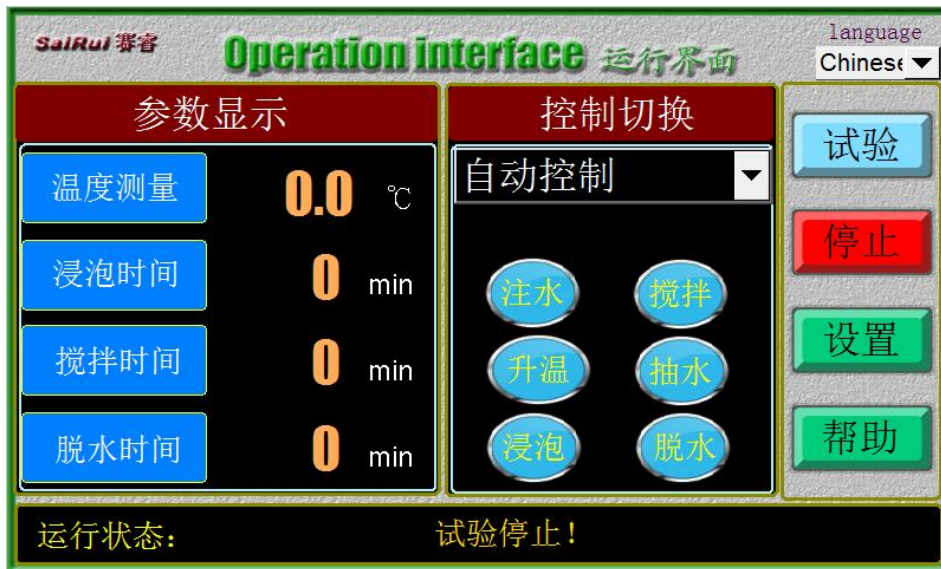 SaiRui 赛睿
Operation interface 运行界面
language
Chinese
参数显示
温度测量 0.0 ℃
浸泡时间 0 min
搅拌时间 0 min
脱水时间 0 min
控制切换
自动控制
注水 搅拌
升温 抽水
浸泡 脱水
试验
停止
设置
帮助
运行状态: 试验停止!